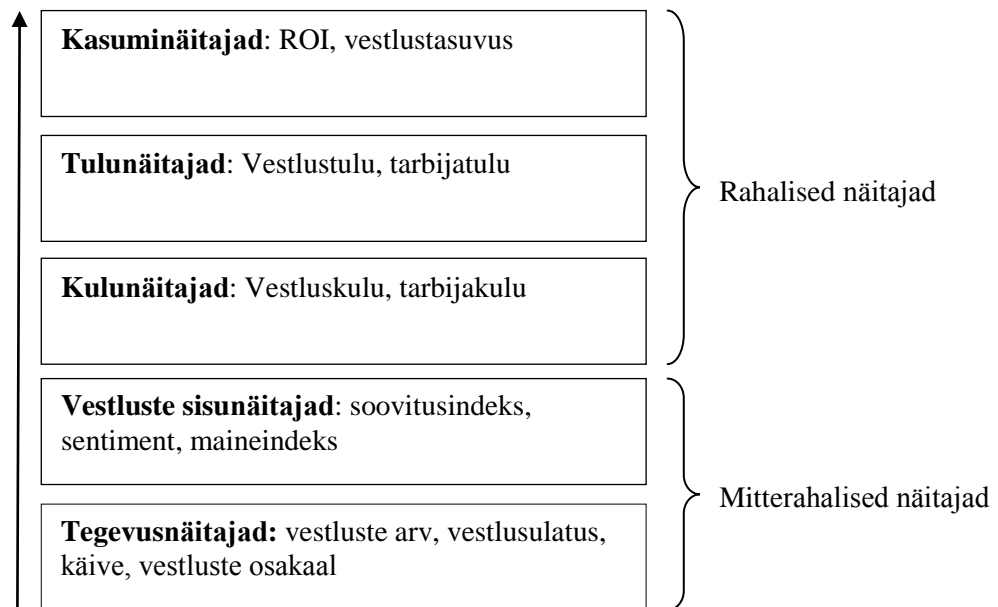 Kasuminäitajad: ROI, vestlustasuvus
Tulunäitajad: Vestlustulu, tarbijatulu
Rahalised näitajad
Kulunäitajad: Vestluskulu, tarbijakulu
Vestluste sisunäitajad: soovitusindeks,
sentiment, maineindeks
Mitterahalised näitajad
Tegevusnäitajad: vestluste arv, vestlusulatus,
käive, vestluste osakaal